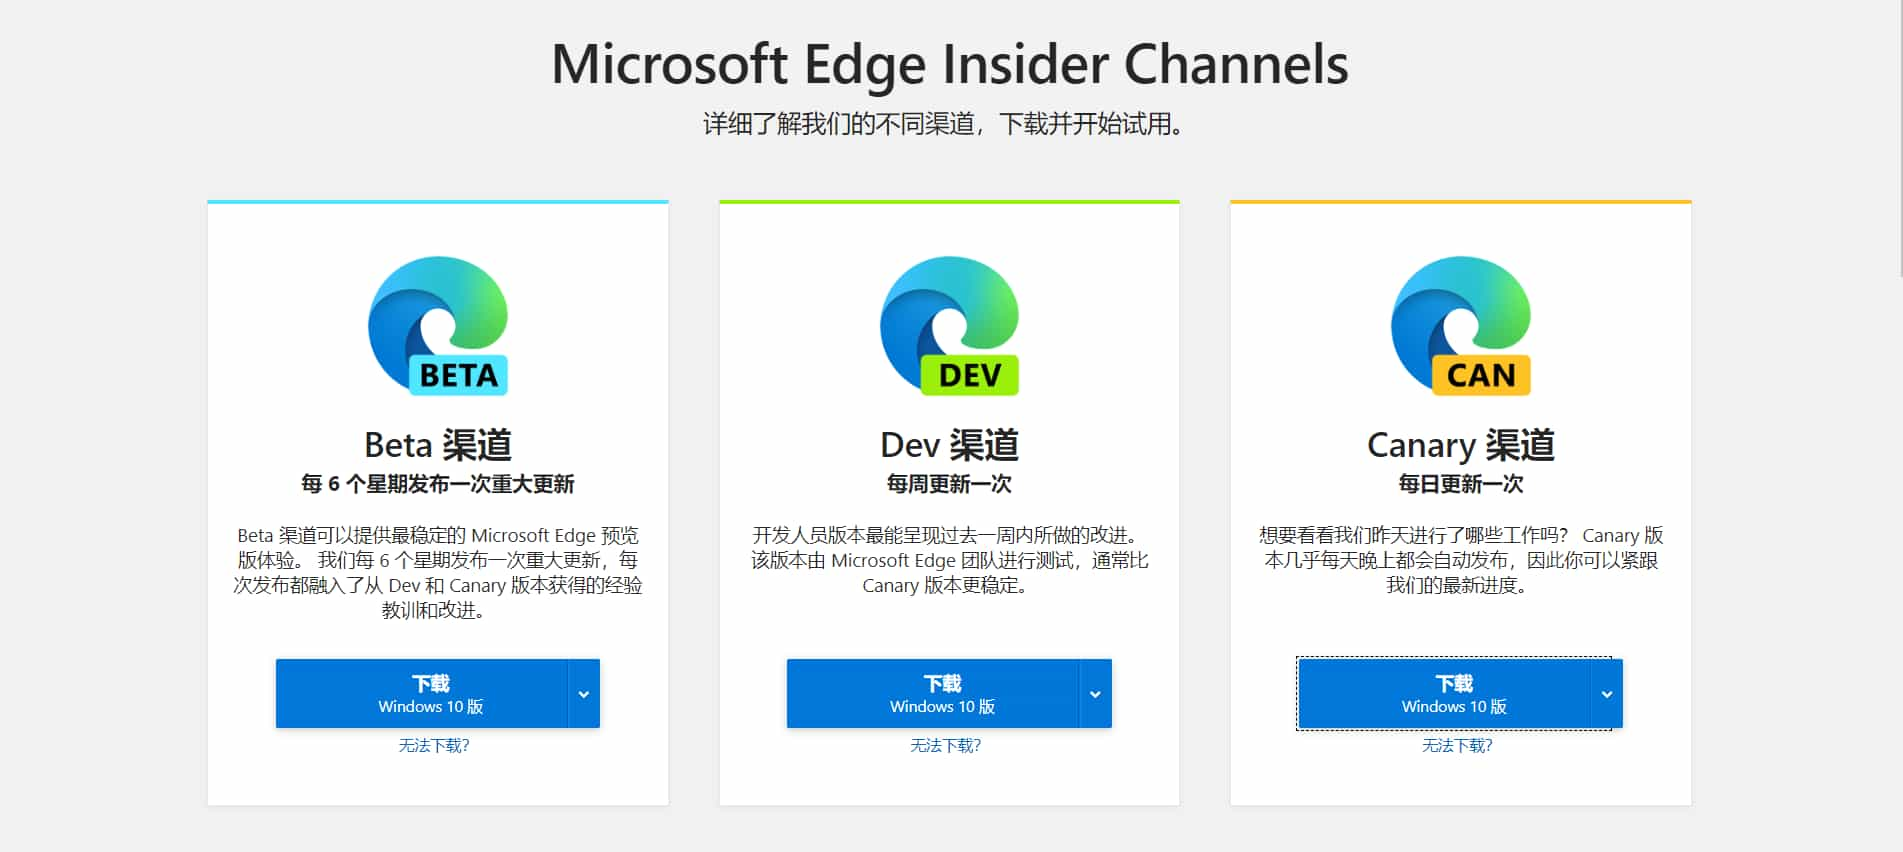 Microsoft Edge Insider Channels
详细了解我们的不同渠道，下载并开始试用。
BETA
Beta 渠道
每 6 个星期发布一次重大更新
Beta 渠道可以提供最稳定的 Microsoft Edge 预览
版体验。 我们每 6 个星期发布一次重大更新，每
次发布都融入了从 Dev 和 Canary 版本获得的经验
教训和改进。
下载
Windows 10 版
无法下载?
DEV
Dev 渠道
每周更新一次
开发人员版本最能呈现过去一周内所做的改进。
该版本由 Microsoft Edge 团队进行测试，通常比
Canary 版本更稳定。
下载
Windows 10 版
无法下载?
CAN
Canary 渠道
每日更新一次
想要看看我们昨天进行了哪些工作吗？ Canary 版
本几乎每天晚上都会自动发布，因此你可以紧跟
我们的最新进度。
下载
Windows 10 版
无法下载?